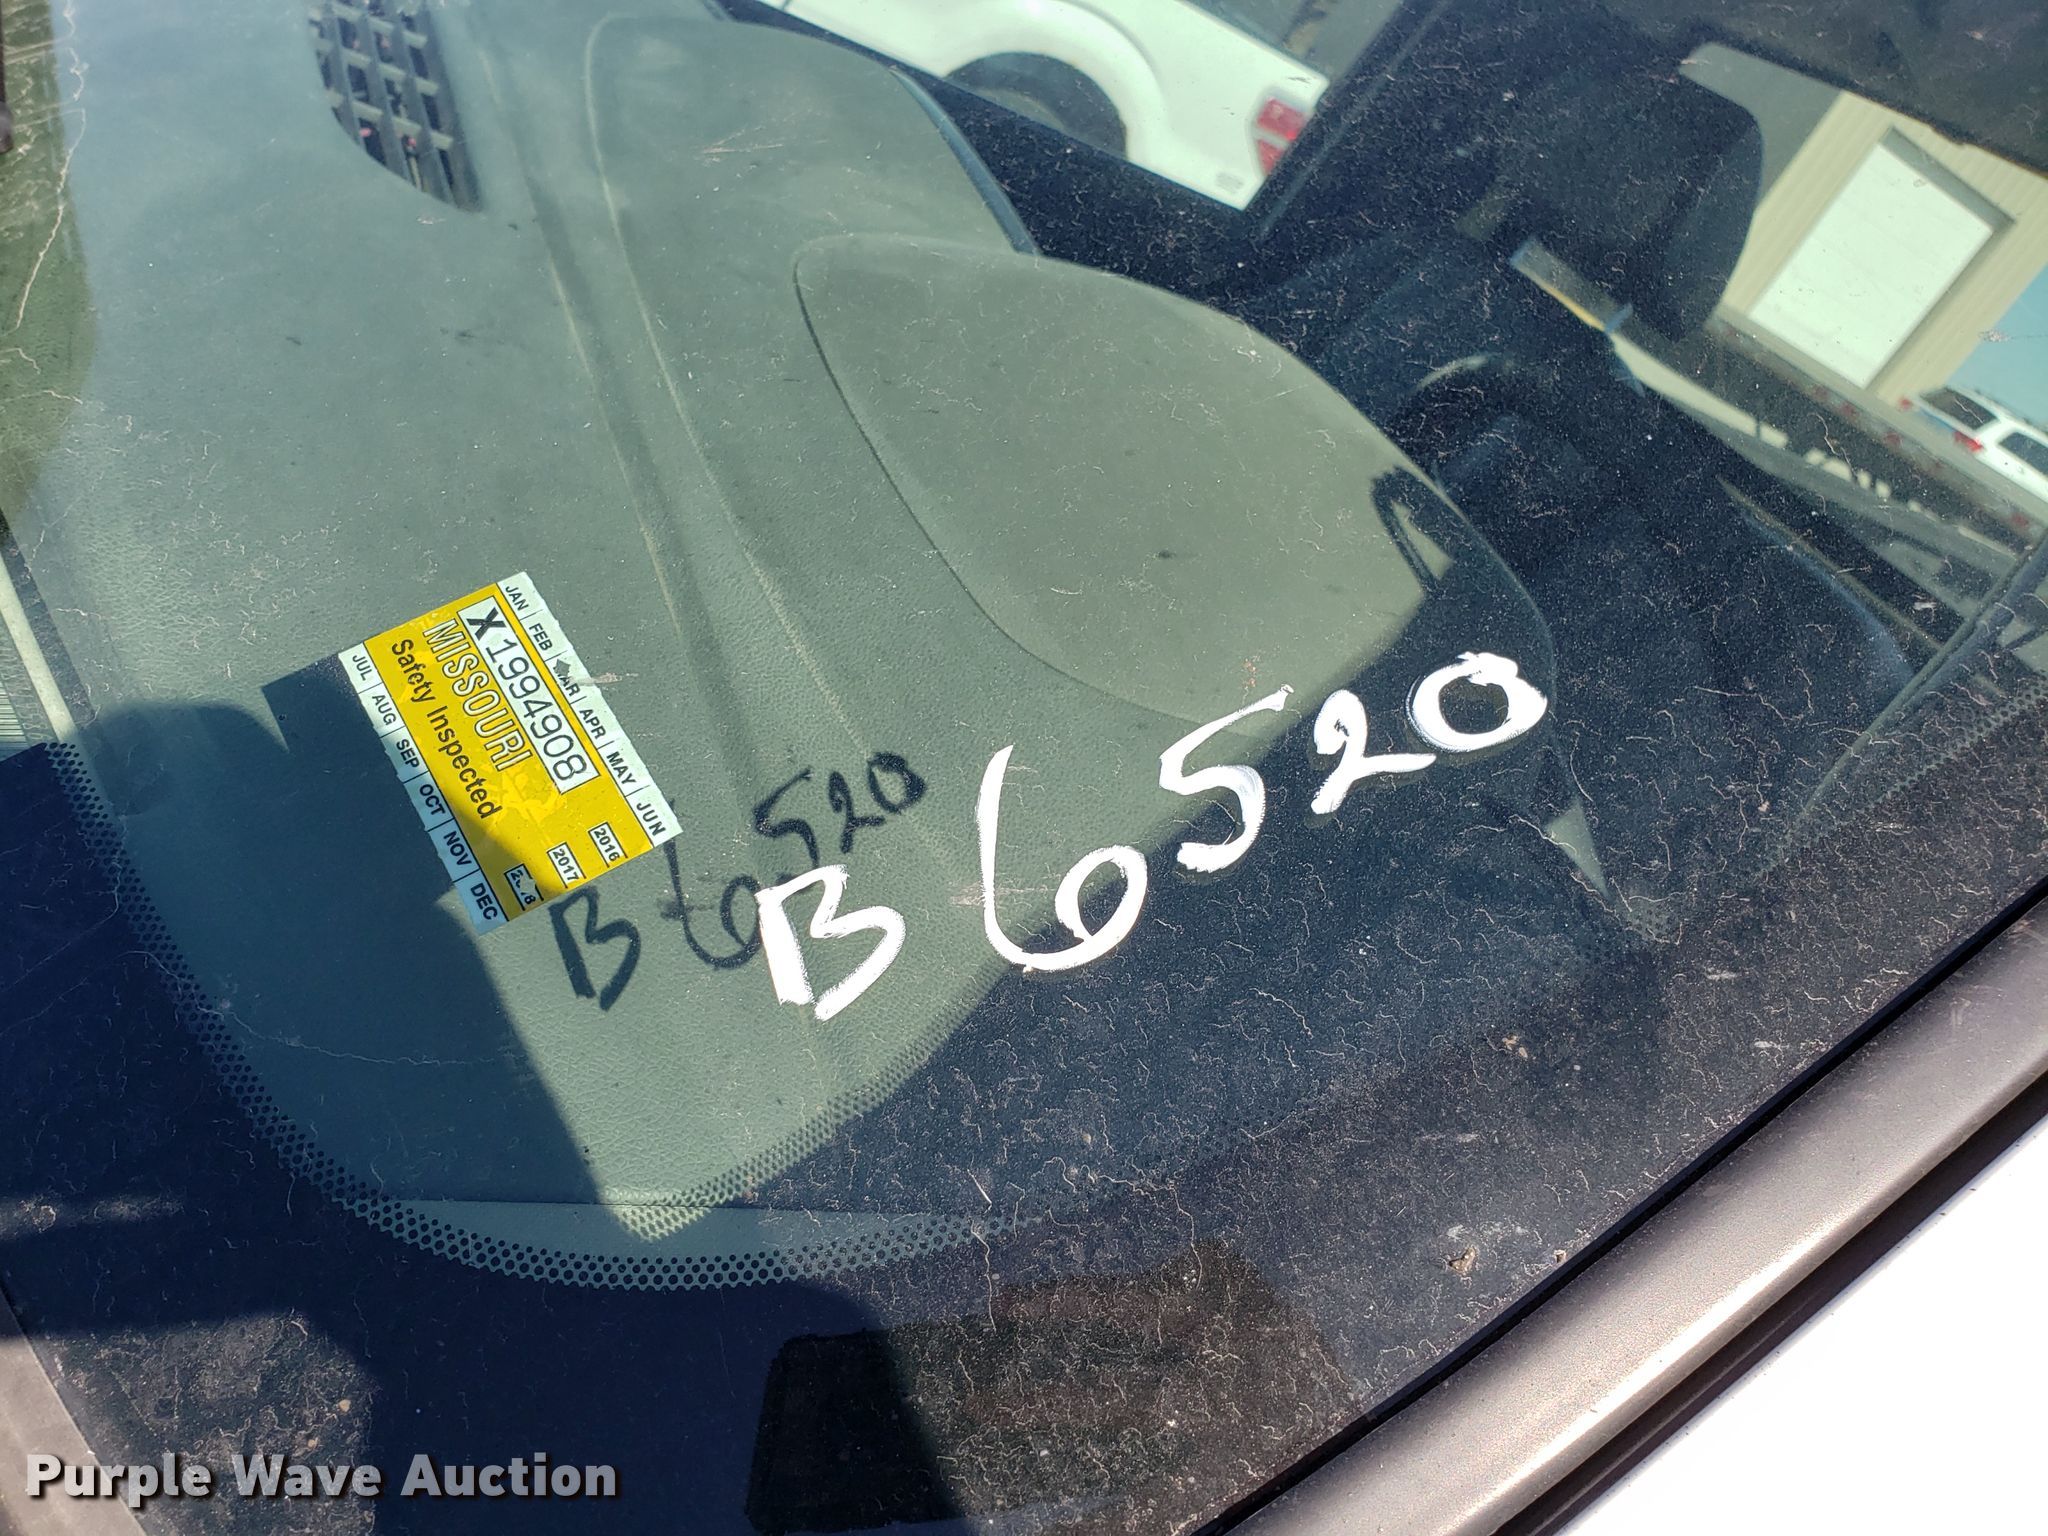 JAN FEB MAR APR MAY JUN
X 1994908
MISSOURI
Safety Inspected
2016
2017
2018
JUL AUG SEP OCT NOV DEC
B6520
B6520
Purple Wave Auction